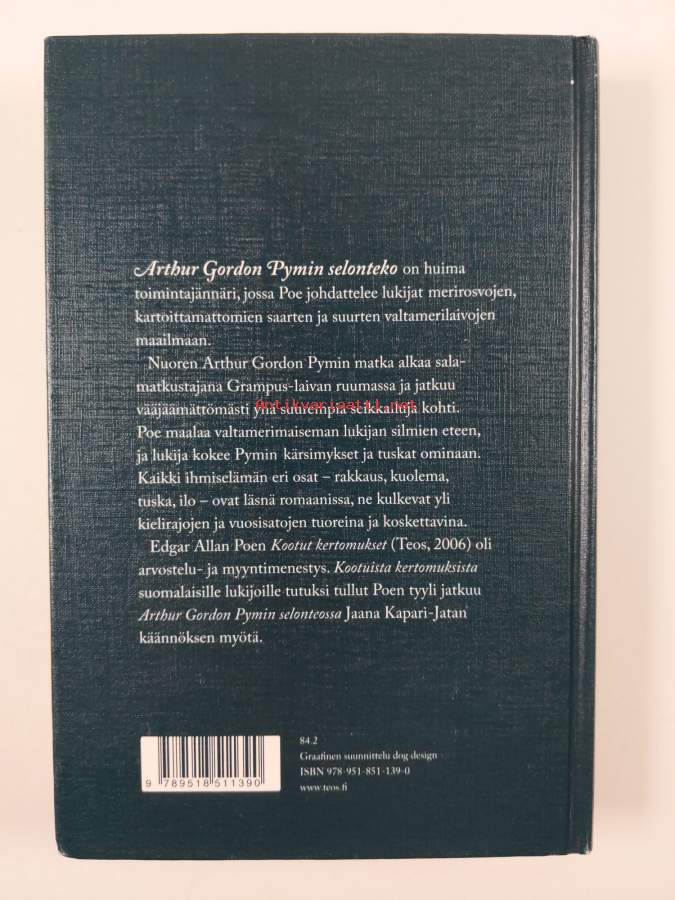 Arthur Gordon Pymin selonteko on huima
toimintajännäri, jossa Poe johdattelee lukijat merirosvojen,
kartoittamattomien saarten ja suurten valtamerilaivojen
maailmaan.
Nuoren Arthur Gordon Pymin matka alkaa sala-
matkustajana Grampus-laivan ruumassa ja jatkuu
vääjäämättömästi yhä suurempia seikkailuja kohti.
Antikvariaatit.net
Poe maalaa valtamerimaiseman lukijan silmien eteen,
ja lukija kokee Pymin kärsimykset ja tuskat ominaan.
Kaikki ihmiselämän eri osat – rakkaus, kuolema,
tuska, ilo – ovat läsnä romaanissa, ne kulkevat yli
kielirajojen ja vuosisatojen tuoreina ja koskettavina.
Edgar Allan Poen Kootut kertomukset (Teos, 2006) oli
arvostelu- ja myyntimenestys. Kootuista kertomuksista
suomalaisille lukijoille tutuksi tullut Poen tyyli jatkuu
Arthur Gordon Pymin selonteossa Jaana Kapari-Jatan
käännöksen myötä.
84.2
Graafinen suunnittelu dog design
ISBN 978-951-851-139-0
www.teos.fi
9 789518 511390